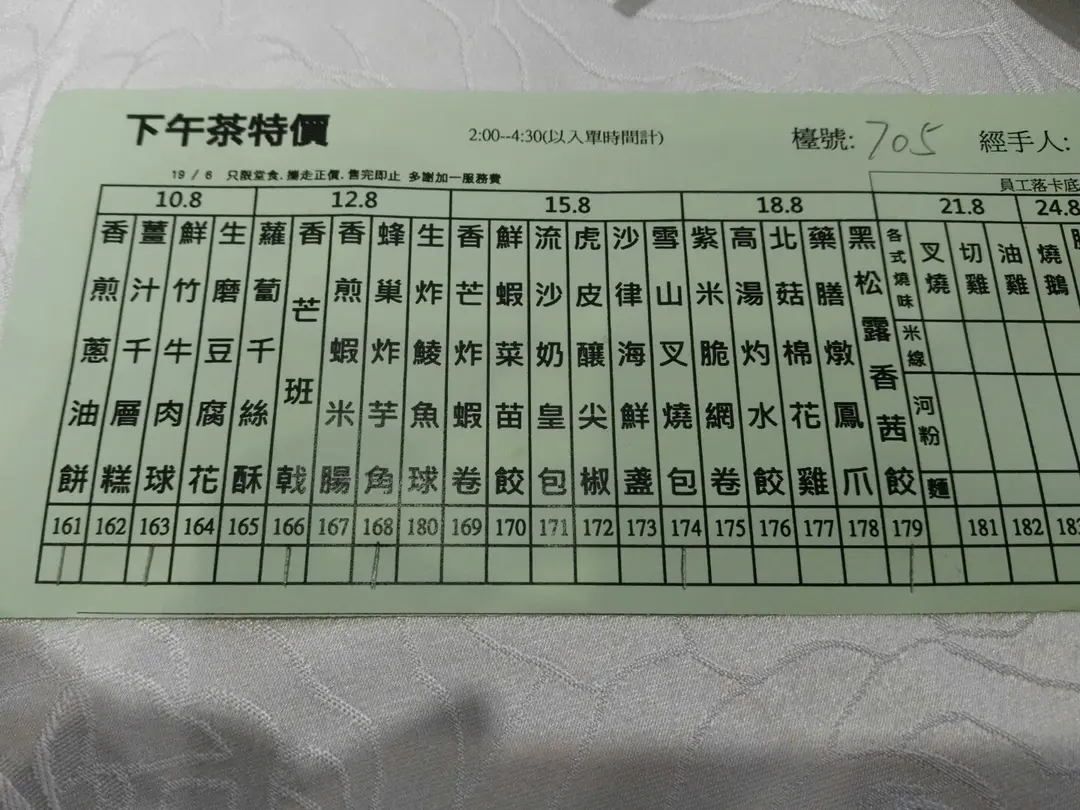 下午茶特價
2:00--4:30(以入單時間計)
檯號: 705
經手人:
19 / 6 只限堂食.攜走正價.售完即止 多謝加一服務費
員工落卡底
10.8 12.8 15.8 18.8 21.8 24.8
香煎蔥油餅
薑汁千層糕
鮮竹牛肉球
生磨豆腐花
蘿蔔千絲酥
香芒班戟
香煎蝦米腸
蜂巢炸芋角
生炸鯪魚球
香芒炸蝦卷
鮮蝦菜苗餃
流沙奶皇包
虎皮釀尖椒
沙律海鮮盞
雪山叉燒包
紫米脆網卷
高湯灼水餃
北菇棉花雞
藥膳燉鳳爪
黑松露香茜餃
各式燒味
米線
河粉
麵
叉燒
切雞
油雞
燒鵝
161 162 163 164 165 166 167 168 180 169 170 171 172 173 174 175 176 177 178 179 181 182